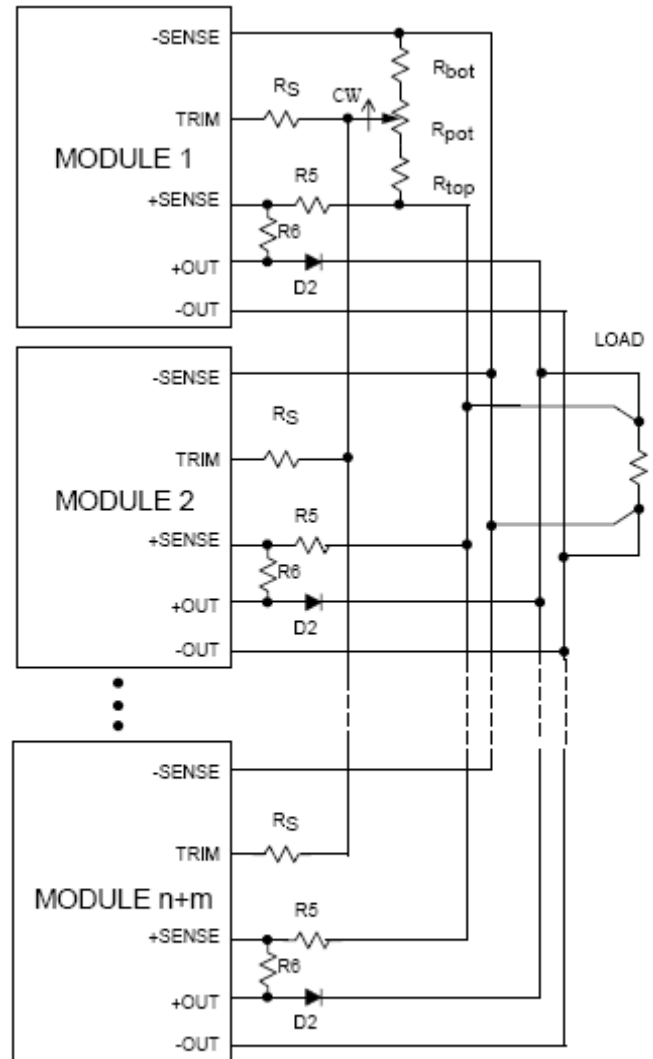 -SENSE
Rbot
RS
CW
TRIM
Rpot
MODULE 1
R5
Rtop
+SENSE
R6
+OUT
D2
-OUT
LOAD
-SENSE
RS
TRIM
MODULE 2
R5
+SENSE
R6
+OUT
D2
-OUT
-SENSE
RS
TRIM
MODULE n+m
R5
+SENSE
R6
+OUT
D2
-OUT